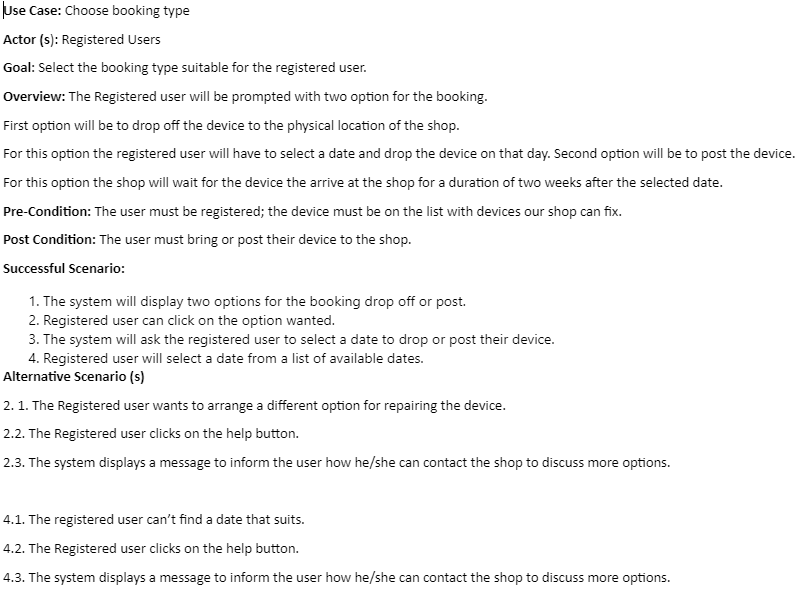 Use Case: Choose booking type
Actor (s): Registered Users
Goal: Select the booking type suitable for the registered user.
Overview: The Registered user will be prompted with two option for the booking.
First option will be to drop off the device to the physical location of the shop.
For this option the registered user will have to select a date and drop the device on that day. Second option will be to post the device.
For this option the shop will wait for the device the arrive at the shop for a duration of two weeks after the selected date.
Pre-Condition: The user must be registered; the device must be on the list with devices our shop can fix.
Post Condition: The user must bring or post their device to the shop.
Successful Scenario:
1. The system will display two options for the booking drop off or post.
2. Registered user can click on the option wanted.
3. The system will ask the registered user to select a date to drop or post their device.
4. Registered user will select a date from a list of available dates.
Alternative Scenario (s)
2. 1. The Registered user wants to arrange a different option for repairing the device.
2.2. The Registered user clicks on the help button.
2.3. The system displays a message to inform the user how he/she can contact the shop to discuss more options.
4.1. The registered user can't find a date that suits.
4.2. The Registered user clicks on the help button.
4.3. The system displays a message to inform the user how he/she can contact the shop to discuss more options.